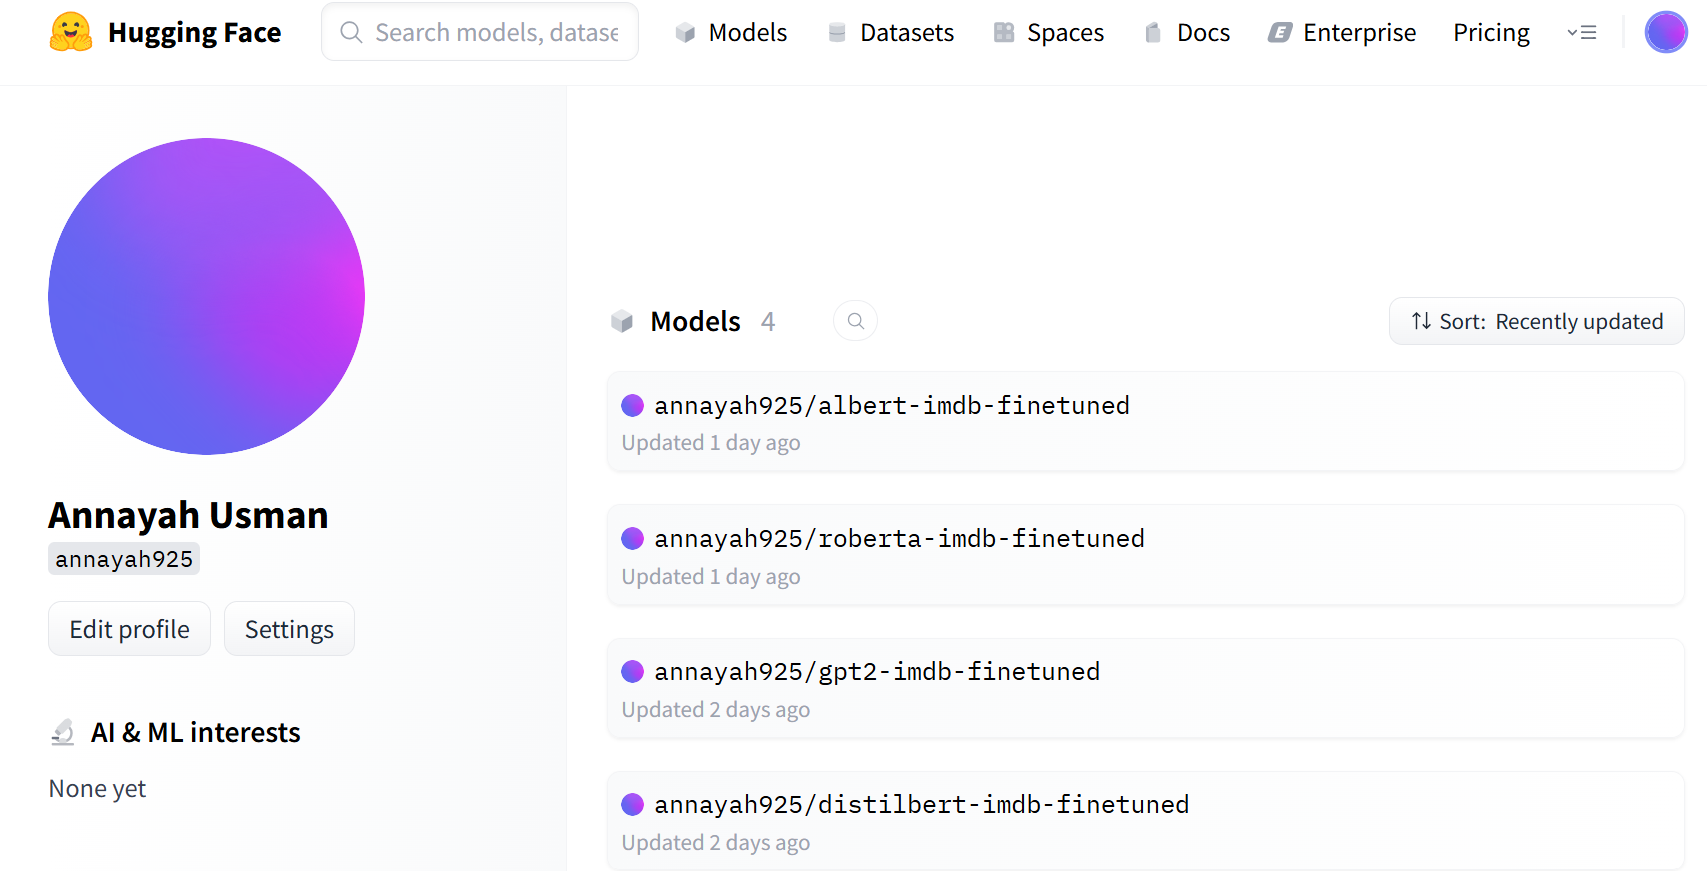 Hugging Face
Search models, datase
Models
Datasets
Spaces
Docs
Enterprise
Pricing
Annayah Usman
annayah925
Edit profile
Settings
AI & ML interests
None yet
Models 4
Sort: Recently updated
annayah925/albert-imdb-finetuned
Updated 1 day ago
annayah925/roberta-imdb-finetuned
Updated 1 day ago
annayah925/gpt2-imdb-finetuned
Updated 2 days ago
annayah925/distilbert-imdb-finetuned
Updated 2 days ago